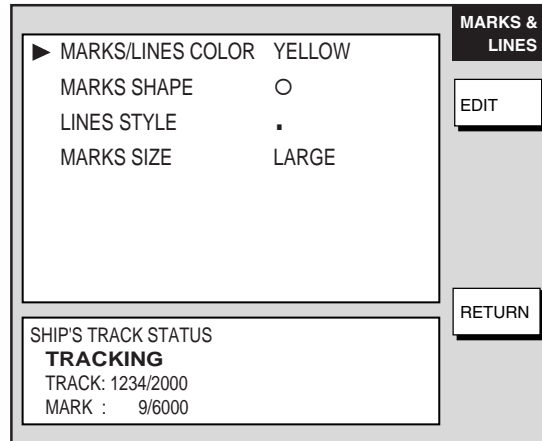 MARKS &
LINES
▶ MARKS/LINES COLOR YELLOW
MARKS SHAPE ○
LINES STYLE .
MARKS SIZE LARGE
EDIT
RETURN
SHIP'S TRACK STATUS
TRACKING
TRACK: 1234/2000
MARK : 9/6000